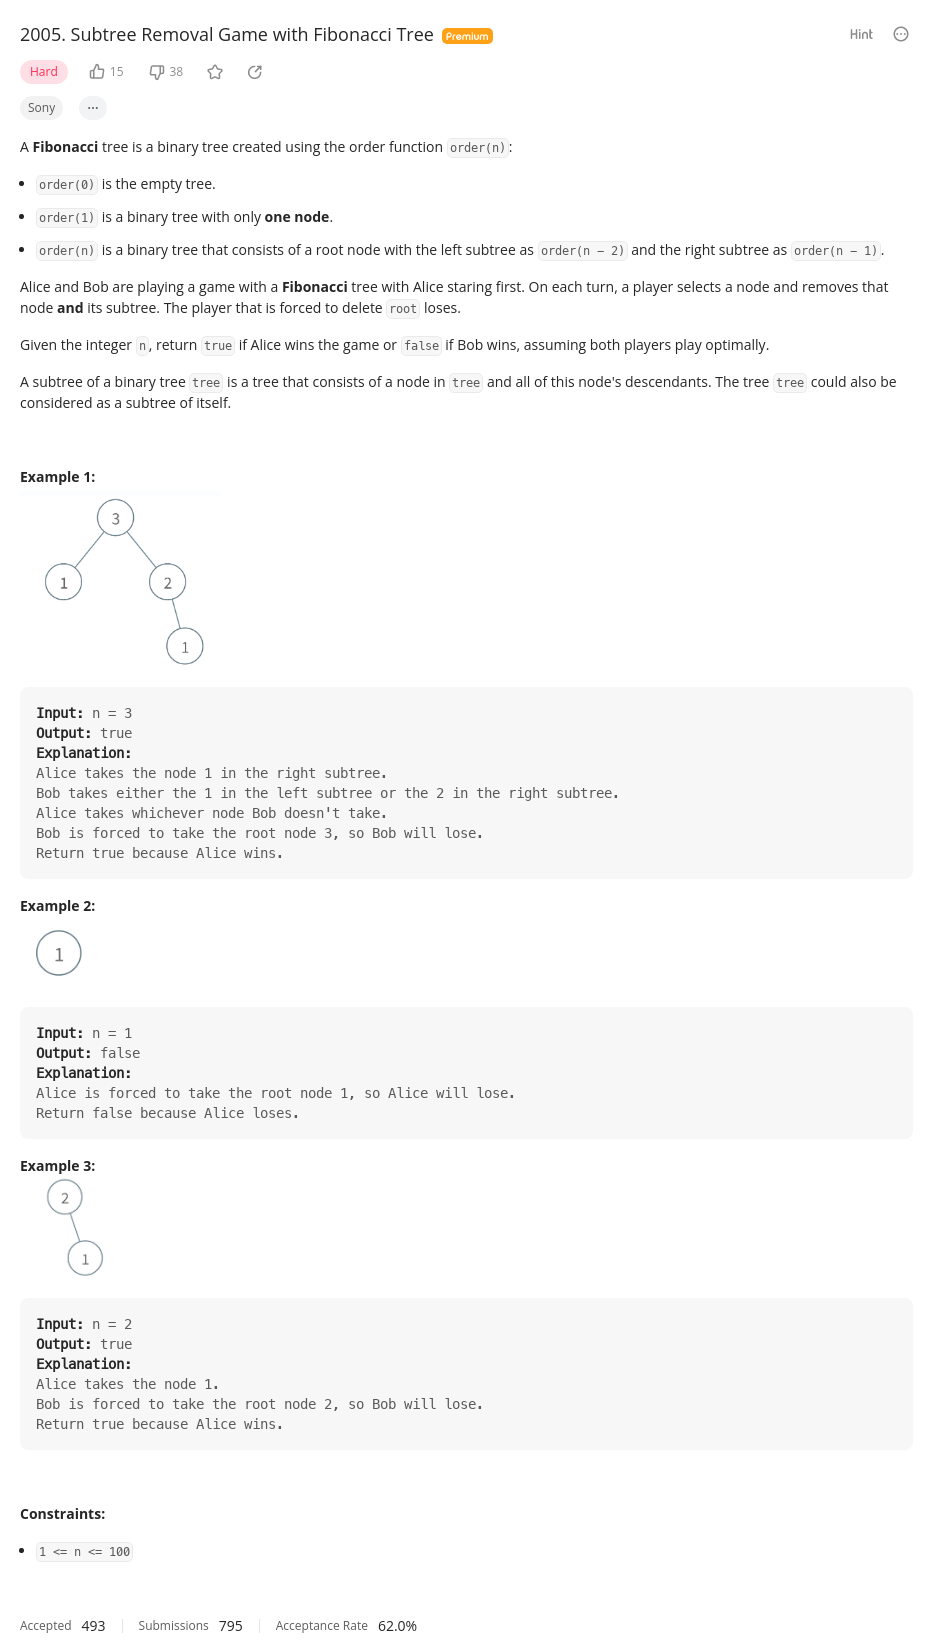 2005. Subtree Removal Game with Fibonacci Tree Premium Hint
Hard 15 38
Sony ...
A Fibonacci tree is a binary tree created using the order function order(n):
order(0) is the empty tree.
order(1) is a binary tree with only one node.
order(n) is a binary tree that consists of a root node with the left subtree as order(n - 2) and the right subtree as order(n - 1).
Alice and Bob are playing a game with a Fibonacci tree with Alice staring first. On each turn, a player selects a node and removes that
node and its subtree. The player that is forced to delete root loses.
Given the integer n, return true if Alice wins the game or false if Bob wins, assuming both players play optimally.
A subtree of a binary tree tree is a tree that consists of a node in tree and all of this node's descendants. The tree tree could also be
considered as a subtree of itself.
Example 1:
3
1 2
1
Input: n = 3
Output: true
Explanation:
Alice takes the node 1 in the right subtree.
Bob takes either the 1 in the left subtree or the 2 in the right subtree.
Alice takes whichever node Bob doesn't take.
Bob is forced to take the root node 3, so Bob will lose.
Return true because Alice wins.
Example 2:
1
Input: n = 1
Output: false
Explanation:
Alice is forced to take the root node 1, so Alice will lose.
Return false because Alice loses.
Example 3:
2
1
Input: n = 2
Output: true
Explanation:
Alice takes the node 1.
Bob is forced to take the root node 2, so Bob will lose.
Return true because Alice wins.
Constraints:
1 <= n <= 100
Accepted 493 Submissions 795 Acceptance Rate 62.0%